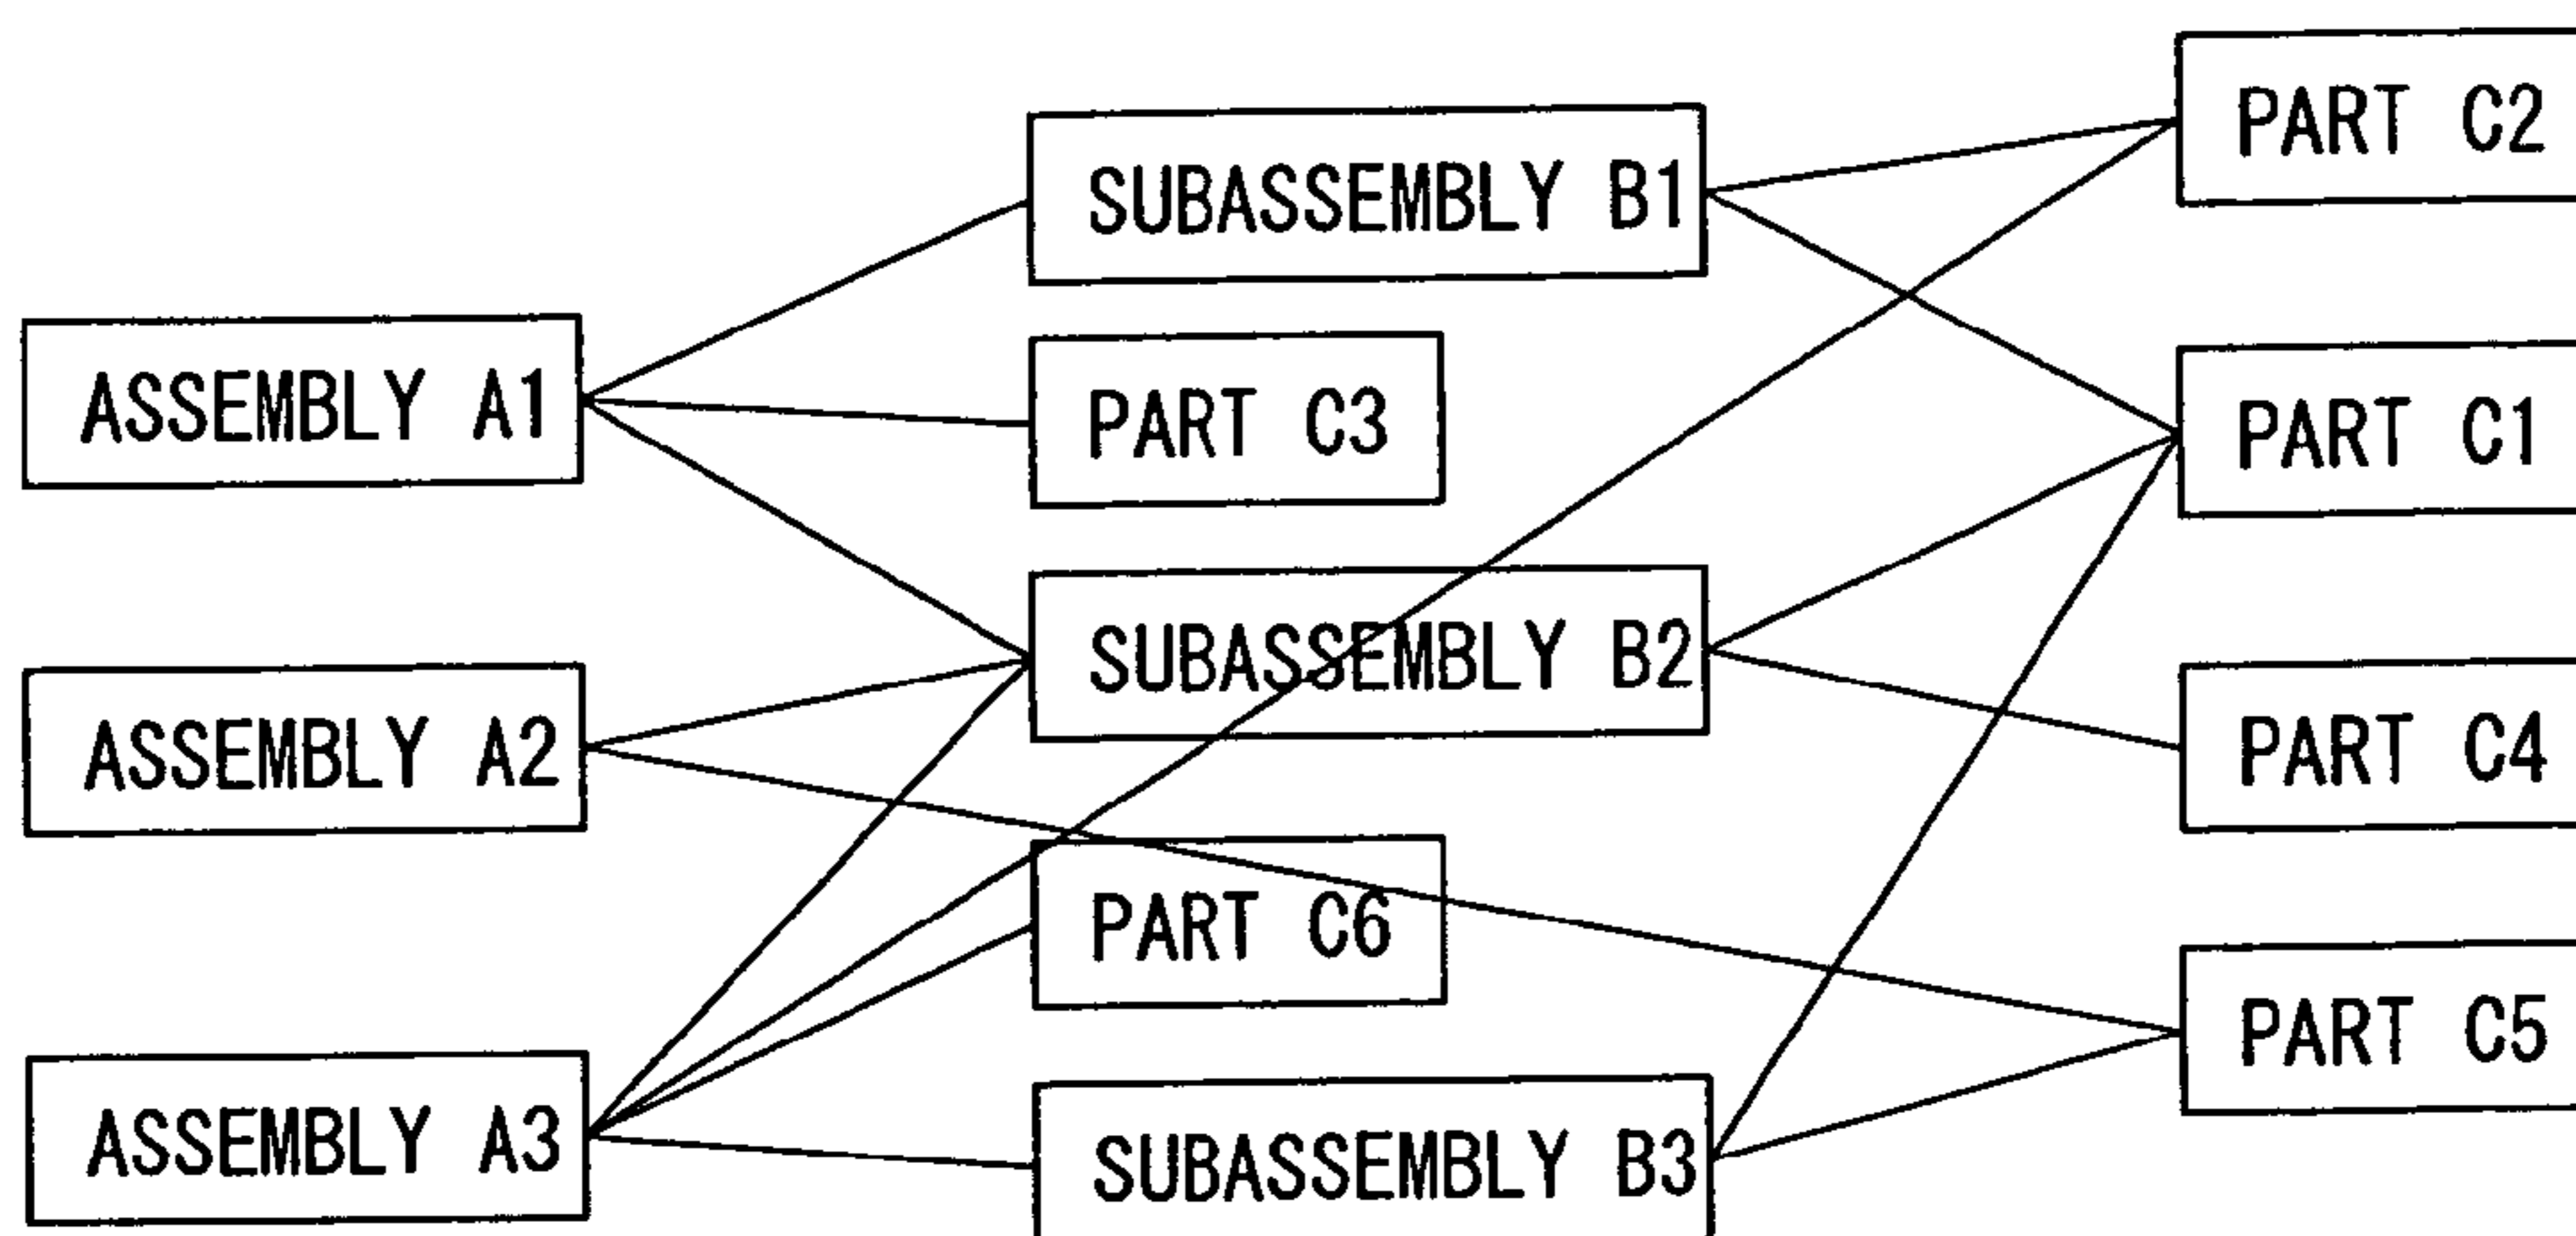 ASSEMBLY A1
ASSEMBLY A2
ASSEMBLY A3
SUBASSEMBLY B1
PART C3
SUBASSEMBLY B2
PART C6
SUBASSEMBLY B3
PART C2
PART C1
PART C4
PART C5